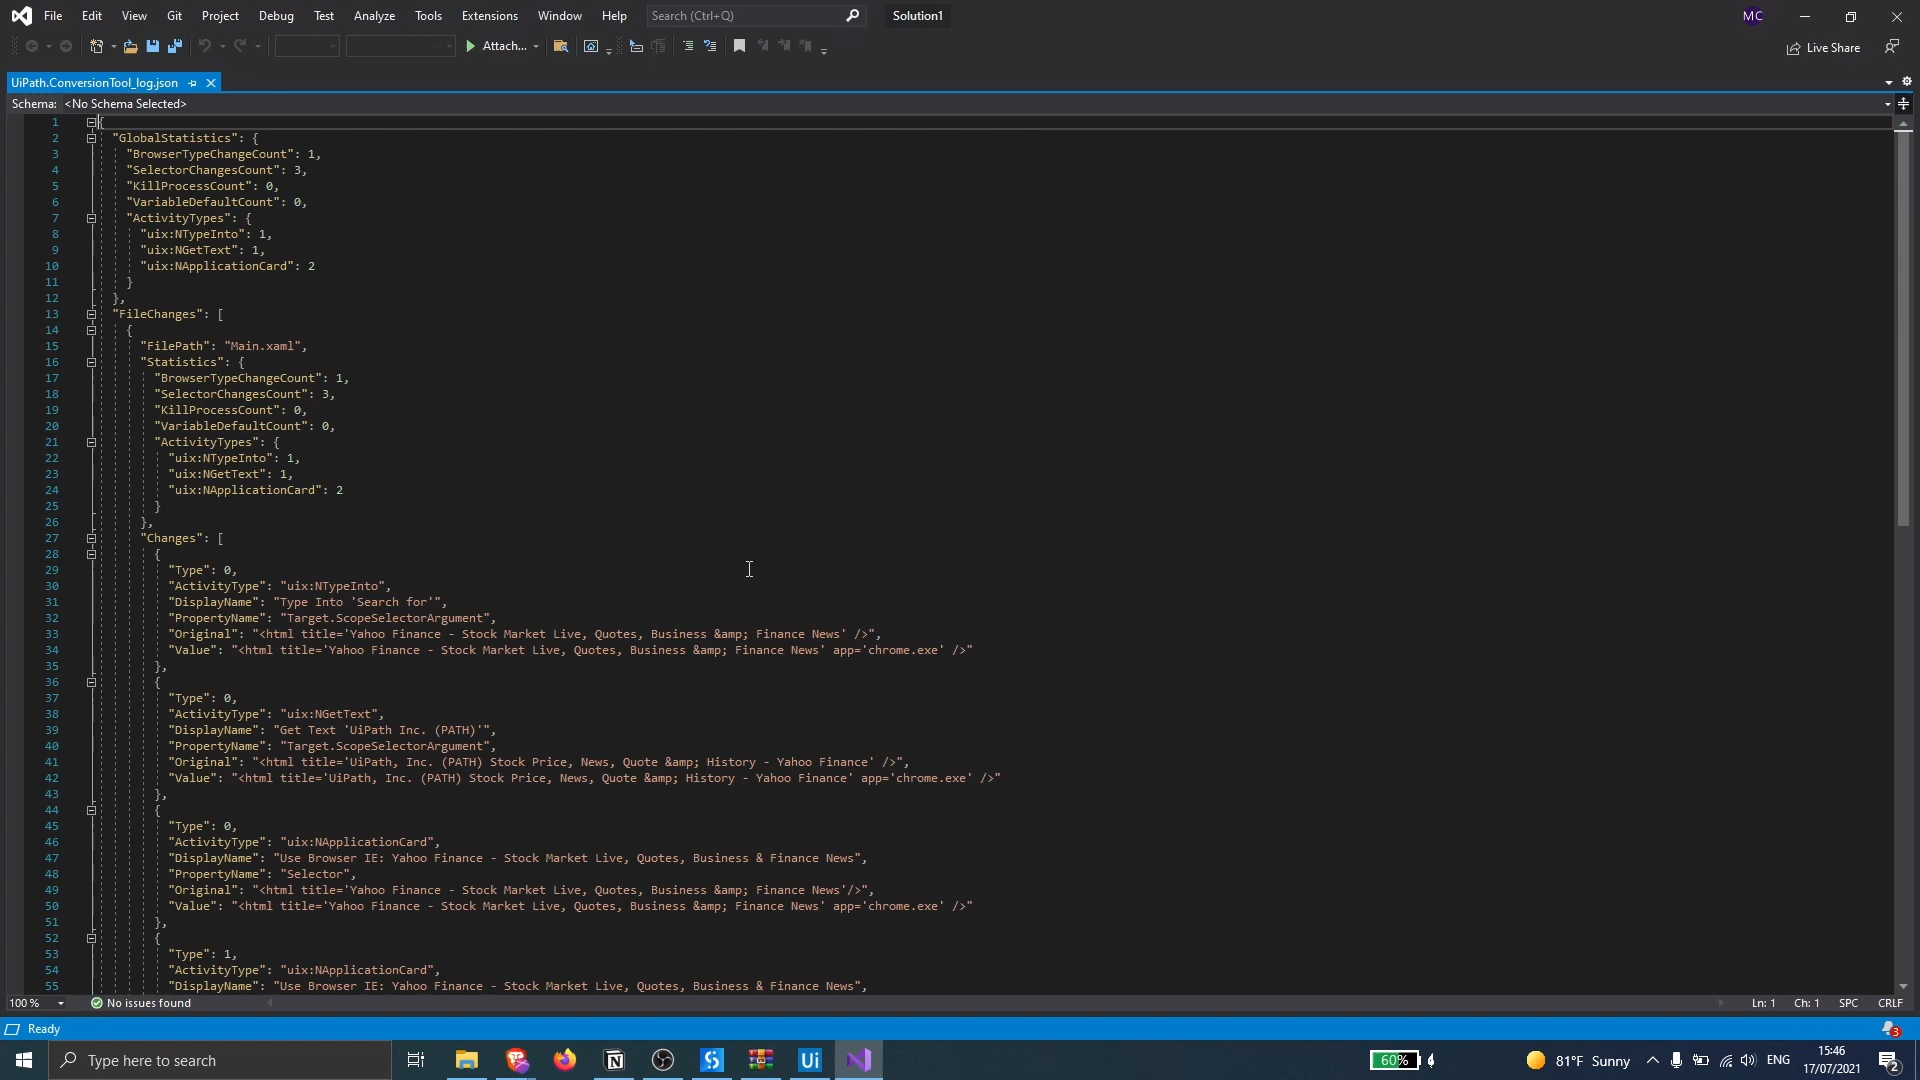 File Edit View Git Project Debug Test Analyze Tools Extensions Window Help Search (Ctrl+Q) Solution1 MC
Attach... Live Share
UiPath.ConversionTool_log.json
Schema: <No Schema Selected>
1 {
2 "GlobalStatistics": {
3 "BrowserTypeChangeCount": 1,
4 "SelectorChangesCount": 3,
5 "KillProcessCount": 0,
6 "VariableDefaultCount": 0,
7 "ActivityTypes": {
8 "uix:NTypeInto": 1,
9 "uix:NGetText": 1,
10 "uix:NApplicationCard": 2
11 }
12 },
13 "FileChanges": [
14 {
15 "FilePath": "Main.xaml",
16 "Statistics": {
17 "BrowserTypeChangeCount": 1,
18 "SelectorChangesCount": 3,
19 "KillProcessCount": 0,
20 "VariableDefaultCount": 0,
21 "ActivityTypes": {
22 "uix:NTypeInto": 1,
23 "uix:NGetText": 1,
24 "uix:NApplicationCard": 2
25 }
26 },
27 "Changes": [
28 {
29 "Type": 0,
30 "ActivityType": "uix:NTypeInto",
31 "DisplayName": "Type Into 'Search for'",
32 "PropertyName": "Target.ScopeSelectorArgument",
33 "Original": "<html title='Yahoo Finance - Stock Market Live, Quotes, Business &amp; Finance News' />",
34 "Value": "<html title='Yahoo Finance - Stock Market Live, Quotes, Business &amp; Finance News' app='chrome.exe' />"
35 },
36 {
37 "Type": 0,
38 "ActivityType": "uix:NGetText",
39 "DisplayName": "Get Text 'UiPath Inc. (PATH)'",
40 "PropertyName": "Target.ScopeSelectorArgument",
41 "Original": "<html title='UiPath, Inc. (PATH) Stock Price, News, Quote &amp; History - Yahoo Finance' />",
42 "Value": "<html title='UiPath, Inc. (PATH) Stock Price, News, Quote &amp; History - Yahoo Finance' app='chrome.exe' />"
43 },
44 {
45 "Type": 0,
46 "ActivityType": "uix:NApplicationCard",
47 "DisplayName": "Use Browser IE: Yahoo Finance - Stock Market Live, Quotes, Business & Finance News",
48 "PropertyName": "Selector",
49 "Original": "<html title='Yahoo Finance - Stock Market Live, Quotes, Business &amp; Finance News'/>",
50 "Value": "<html title='Yahoo Finance - Stock Market Live, Quotes, Business &amp; Finance News' app='chrome.exe' />"
51 },
52 {
53 "Type": 1,
54 "ActivityType": "uix:NApplicationCard",
55 "DisplayName": "Use Browser IE: Yahoo Finance - Stock Market Live, Quotes, Business & Finance News",
100 % No issues found Ln: 1 Ch: 1 SPC CRLF
Ready 3
Type here to search Ui 60% 81°F Sunny ENG 15:46
17/07/2021 2